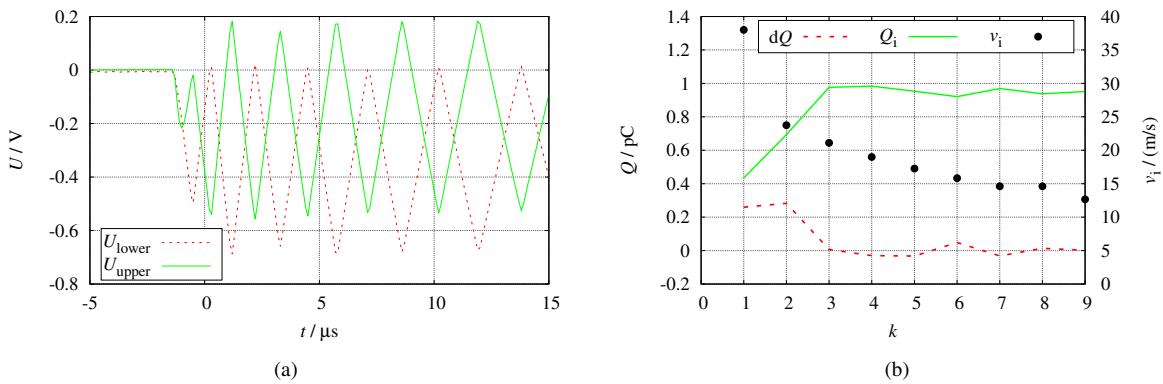 0.2
0
-0.2
-0.4
-0.6
-0.8
U / V
U_lower
U_upper
-5 0 5 10 15
t / μs
(a)
1.4
1.2
1
0.8
0.6
0.4
0.2
0
-0.2
Q / pC
dQ Q_i v_i
40
35
30
25
20
15
10
5
0
v_i / (m/s)
0 1 2 3 4 5 6 7 8 9
k
(b)